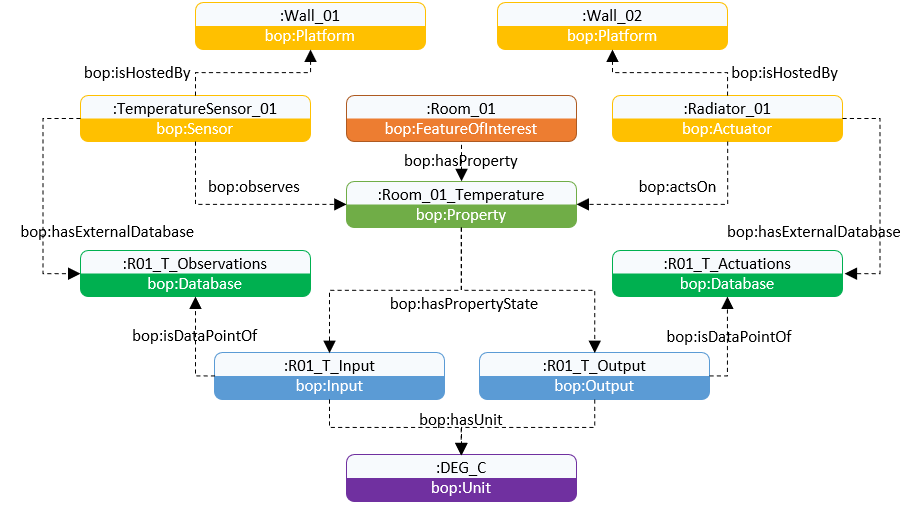 :Wall_01
bop:Platform
:Wall_02
bop:Platform
bop:isHostedBy
bop:isHostedBy
:TemperatureSensor_01
bop:Sensor
:Room_01
bop:FeatureOfInterest
:Radiator_01
bop:Actuator
bop:hasProperty
bop:observes
bop:actsOn
:Room_01_Temperature
bop:Property
bop:hasExternalDatabase
bop:hasExternalDatabase
:R01_T_Observations
bop:Database
:R01_T_Actuations
bop:Database
bop:hasPropertyState
bop:isDataPointOf
bop:isDataPointOf
:R01_T_Input
bop:Input
:R01_T_Output
bop:Output
bop:hasUnit
:DEG_C
bop:Unit